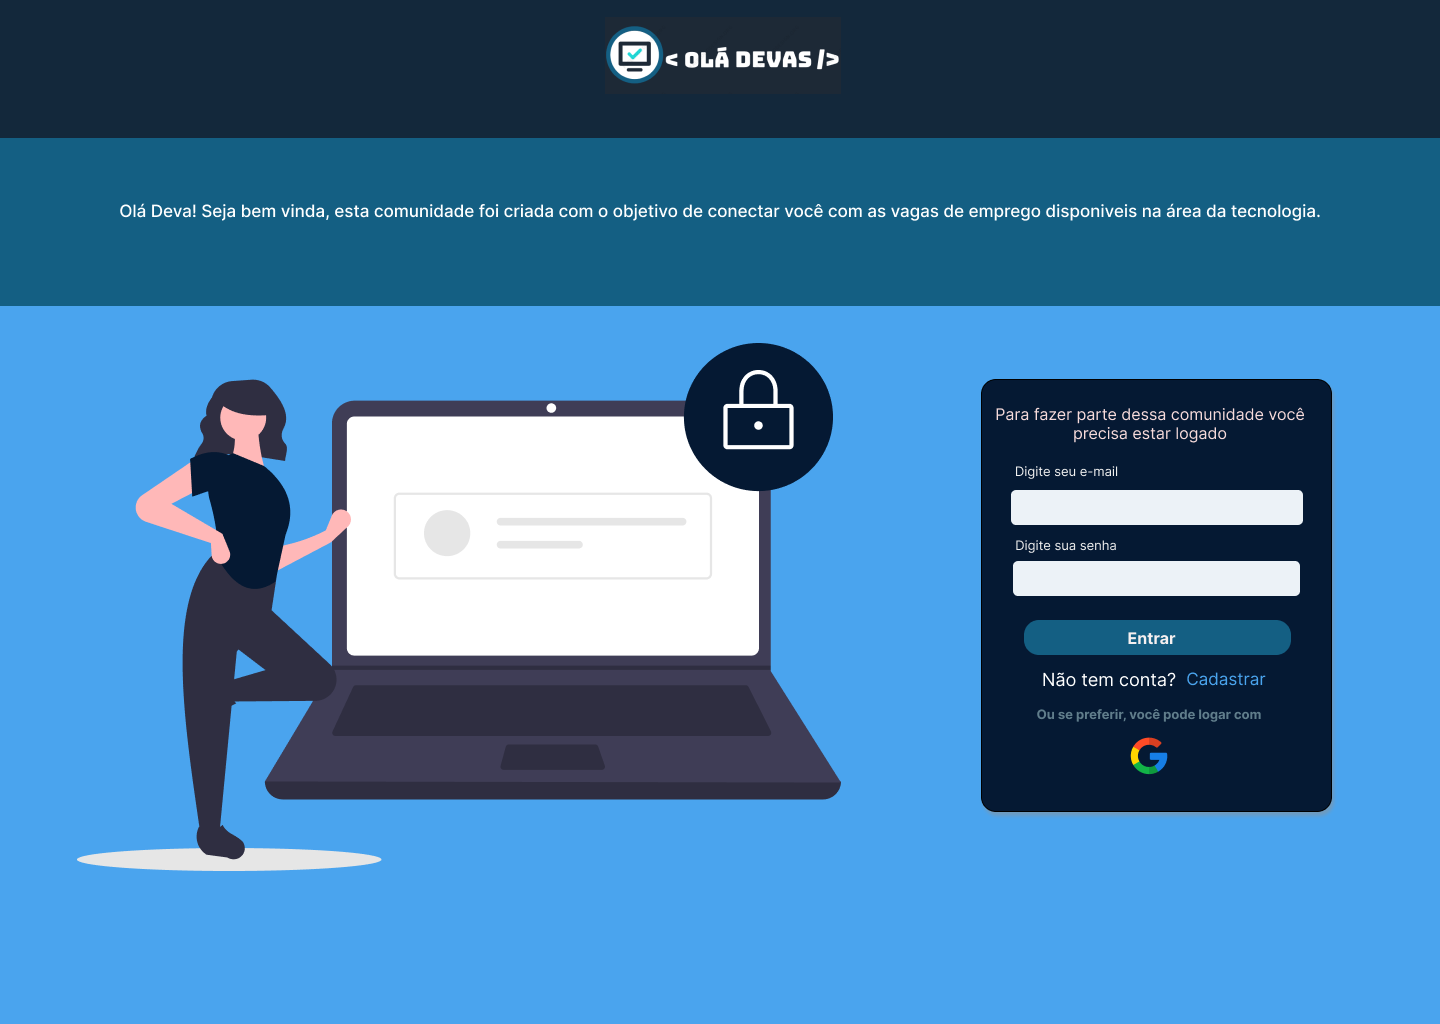 < OLÁ DEVAS />
Olá Deva! Seja bem vinda, esta comunidade foi criada com o objetivo de conectar você com as vagas de emprego disponiveis na área da tecnologia.
Para fazer parte dessa comunidade você
precisa estar logado
Digite seu e-mail
Digite sua senha
Entrar
Não tem conta? Cadastrar
Ou se preferir, você pode logar com